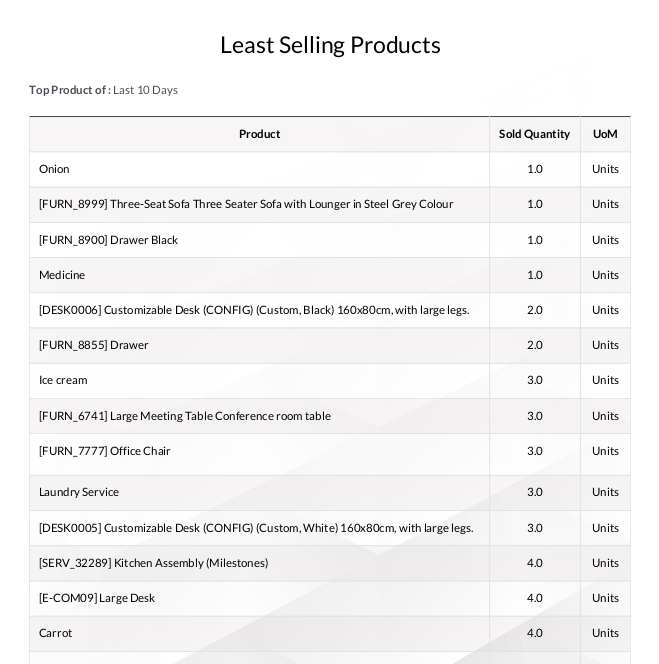 Least Selling Products
Top Product of : Last 10 Days
Product Sold Quantity UoM
Onion 1.0 Units
[FURN_8999] Three-Seat Sofa Three Seater Sofa with Lounger in Steel Grey Colour 1.0 Units
[FURN_8900] Drawer Black 1.0 Units
Medicine 1.0 Units
[DESK0006] Customizable Desk (CONFIG) (Custom, Black) 160x80cm, with large legs. 2.0 Units
[FURN_8855] Drawer 2.0 Units
Ice cream 3.0 Units
[FURN_6741] Large Meeting Table Conference room table 3.0 Units
[FURN_7777] Office Chair 3.0 Units
Laundry Service 3.0 Units
[DESK0005] Customizable Desk (CONFIG) (Custom, White) 160x80cm, with large legs. 3.0 Units
[SERV_32289] Kitchen Assembly (Milestones) 4.0 Units
[E-COM09] Large Desk 4.0 Units
Carrot 4.0 Units